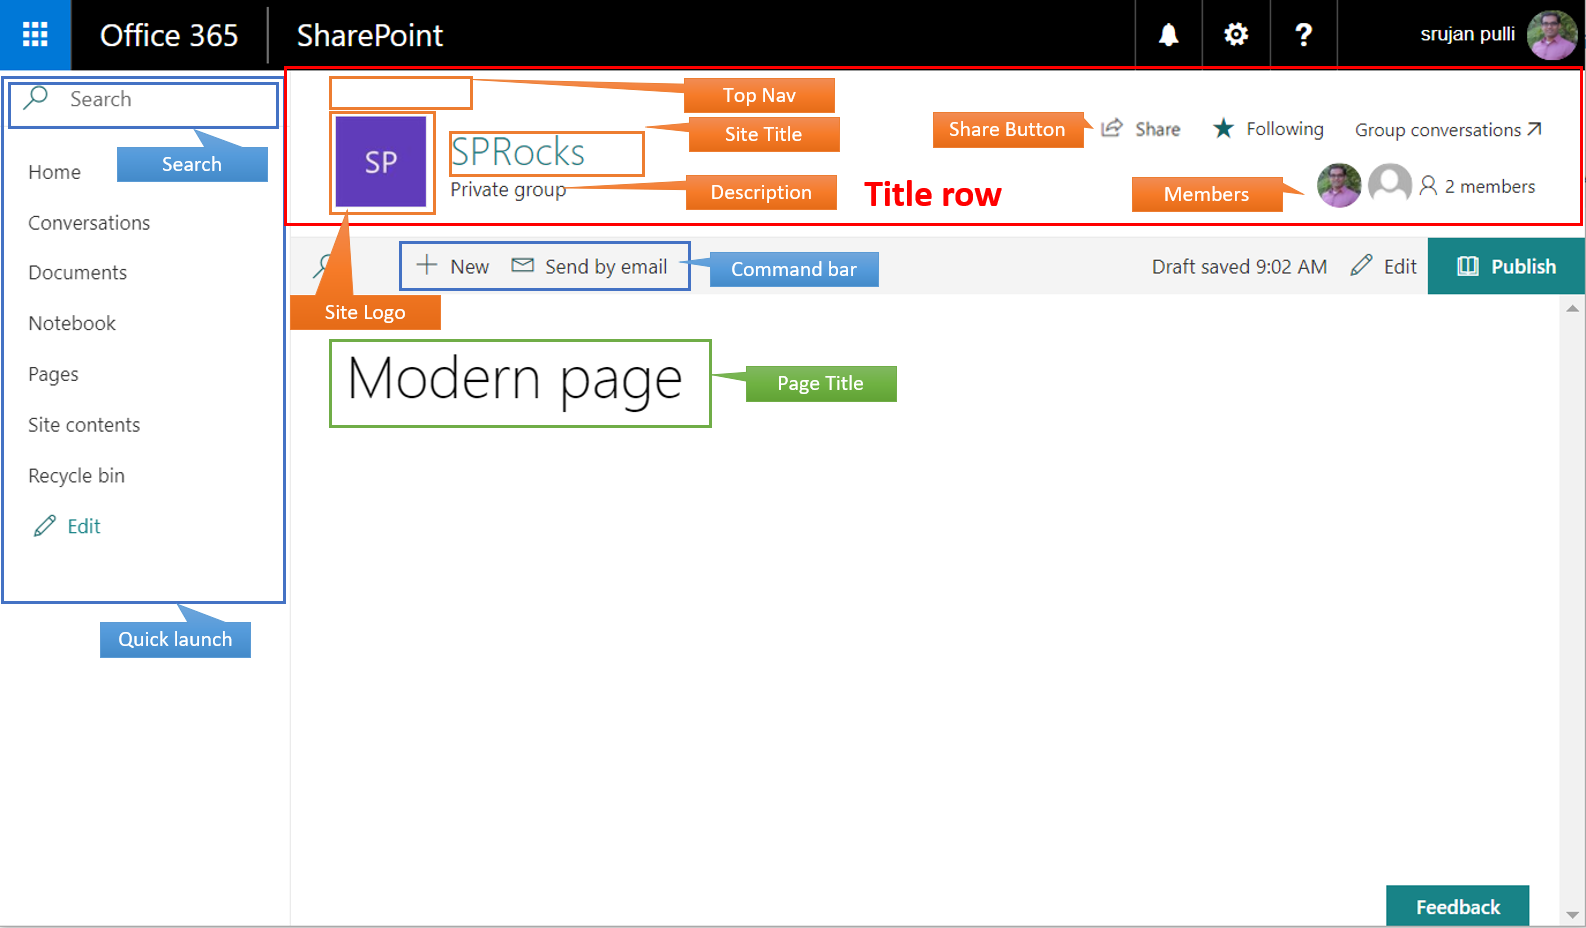 Office 365
SharePoint
srujan pulli
Search
Search
Home
Conversations
Documents
Notebook
Pages
Site contents
Recycle bin
Edit
Quick launch
Top Nav
Site Title
SP
SPRocks
Private group
Description
Title row
Share Button
Share
Following
Group conversations
Members
2 members
New
Send by email
Command bar
Draft saved 9:02 AM
Edit
Publish
Site Logo
Modern page
Page Title
Feedback